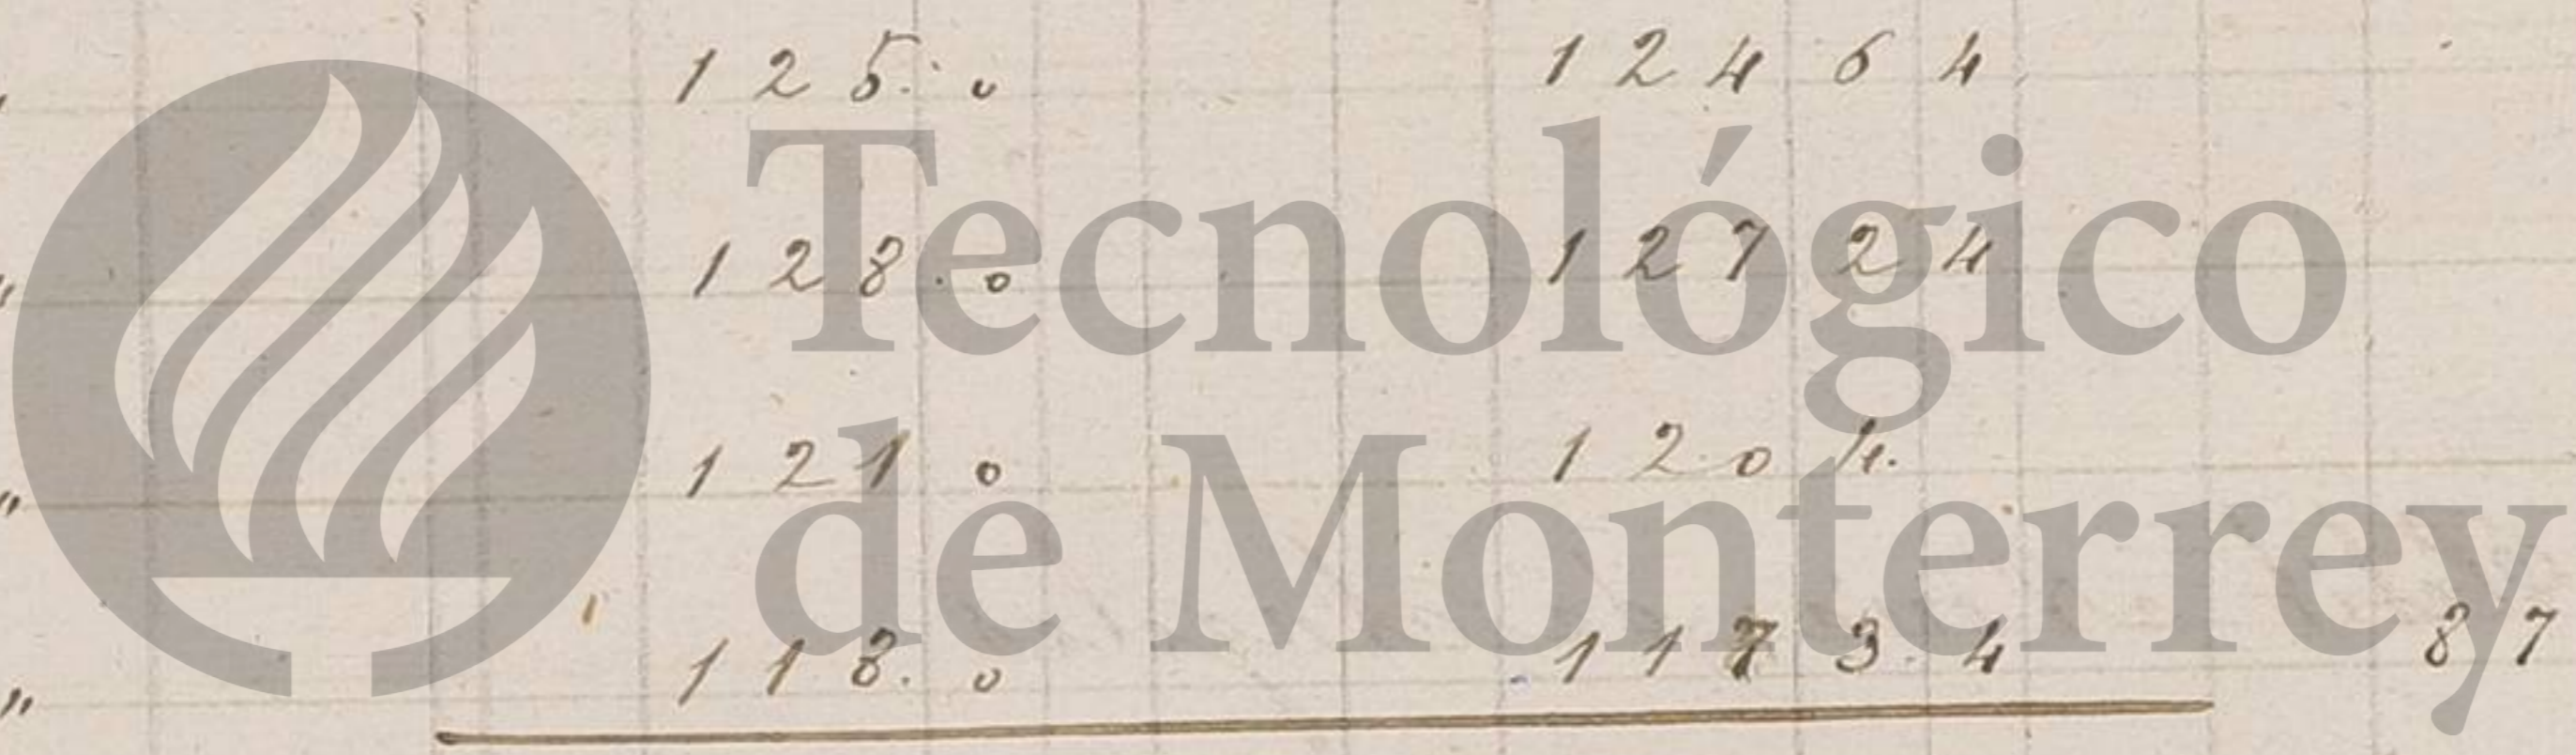 " 125. 0 12464
" 128. 0 12724
Tecnológico
" 121 0 1204.
de Monterrey
" 118. 0 11734 87